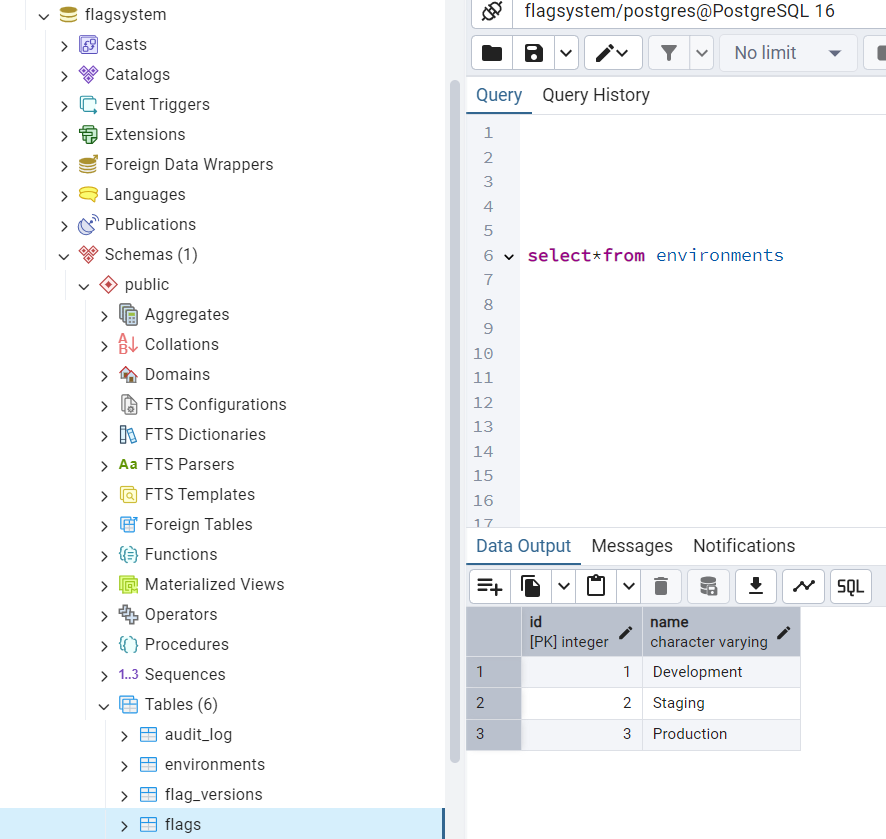 flagsystem
Casts
Catalogs
Event Triggers
Extensions
Foreign Data Wrappers
Languages
Publications
Schemas (1)
public
Aggregates
Collations
Domains
FTS Configurations
FTS Dictionaries
Aa FTS Parsers
FTS Templates
Foreign Tables
Functions
Materialized Views
Operators
Procedures
1..3 Sequences
Tables (6)
audit_log
environments
flag_versions
flags
flagsystem/postgres@PostgreSQL 16
No limit
Query Query History
1
2
3
4
5
6 select*from environments
7
8
9
10
11
12
13
14
15
16
17
Data Output Messages Notifications
SQL
id name
[PK] integer character varying
1 1 Development
2 2 Staging
3 3 Production